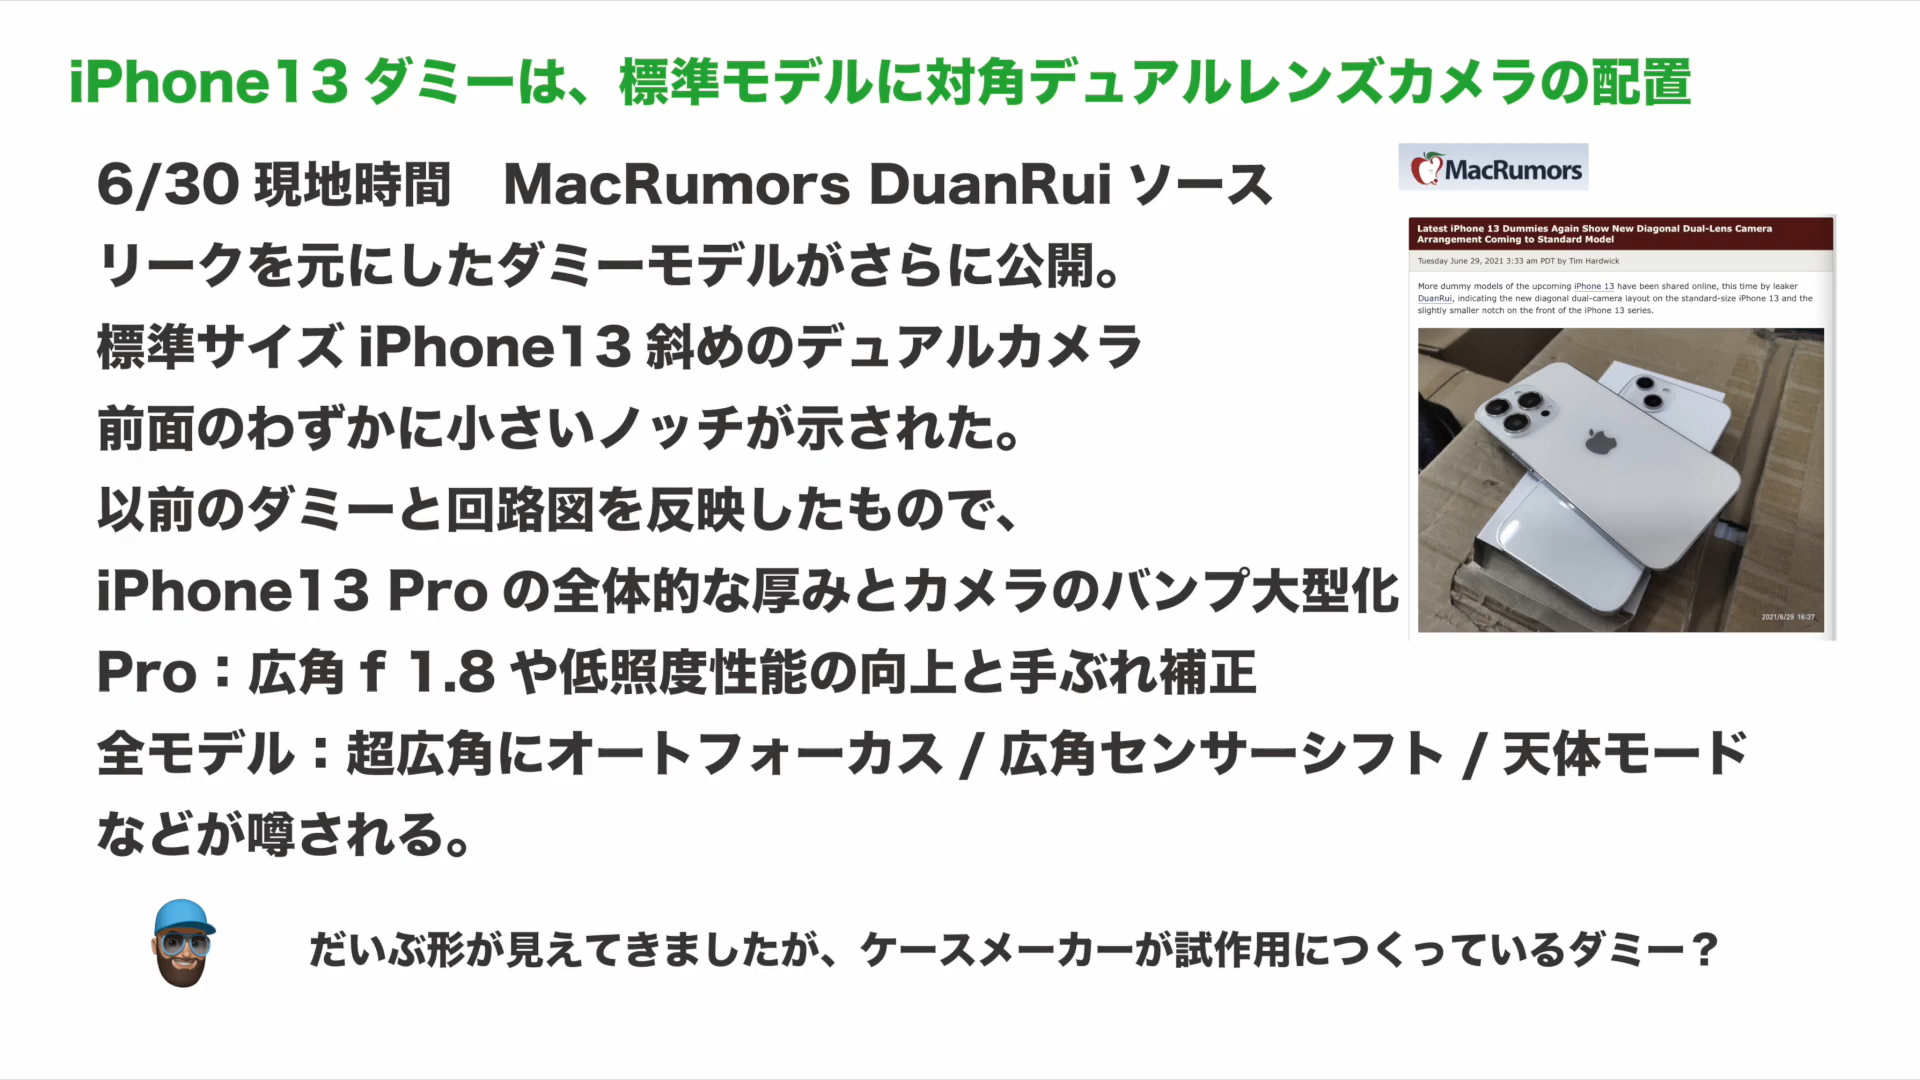 iPhone13 ダミーは、標準モデルに対角デュアルレンズカメラの配置
6/30 現地時間　MacRumors DuanRui ソース
リークを元にしたダミーモデルがさらに公開。
標準サイズ iPhone13 斜めのデュアルカメラ
前面のわずかに小さいノッチが示された。
以前のダミーと回路図を反映したもので、
iPhone13 Pro の全体的な厚みとカメラのバンプ大型化
Pro：広角 f 1.8 や低照度性能の向上と手ぶれ補正
全モデル：超広角にオートフォーカス / 広角センサーシフト / 天体モード
などが噂される。
MacRumors
Latest iPhone 13 Dummies Again Show New Diagonal Dual-Lens Camera
Arrangement Coming to Standard Model
Tuesday June 29, 2021 3:33 am PDT by Tim Hardwick
More dummy models of the upcoming iPhone 13 have been shared online, this time by leaker
DuanRui, indicating the new diagonal dual-camera layout on the standard-size iPhone 13 and the
slightly smaller notch on the front of the iPhone 13 series.
2021/6/29 16:37
だいぶ形が見えてきましたが、ケースメーカーが試作用につくっているダミー？